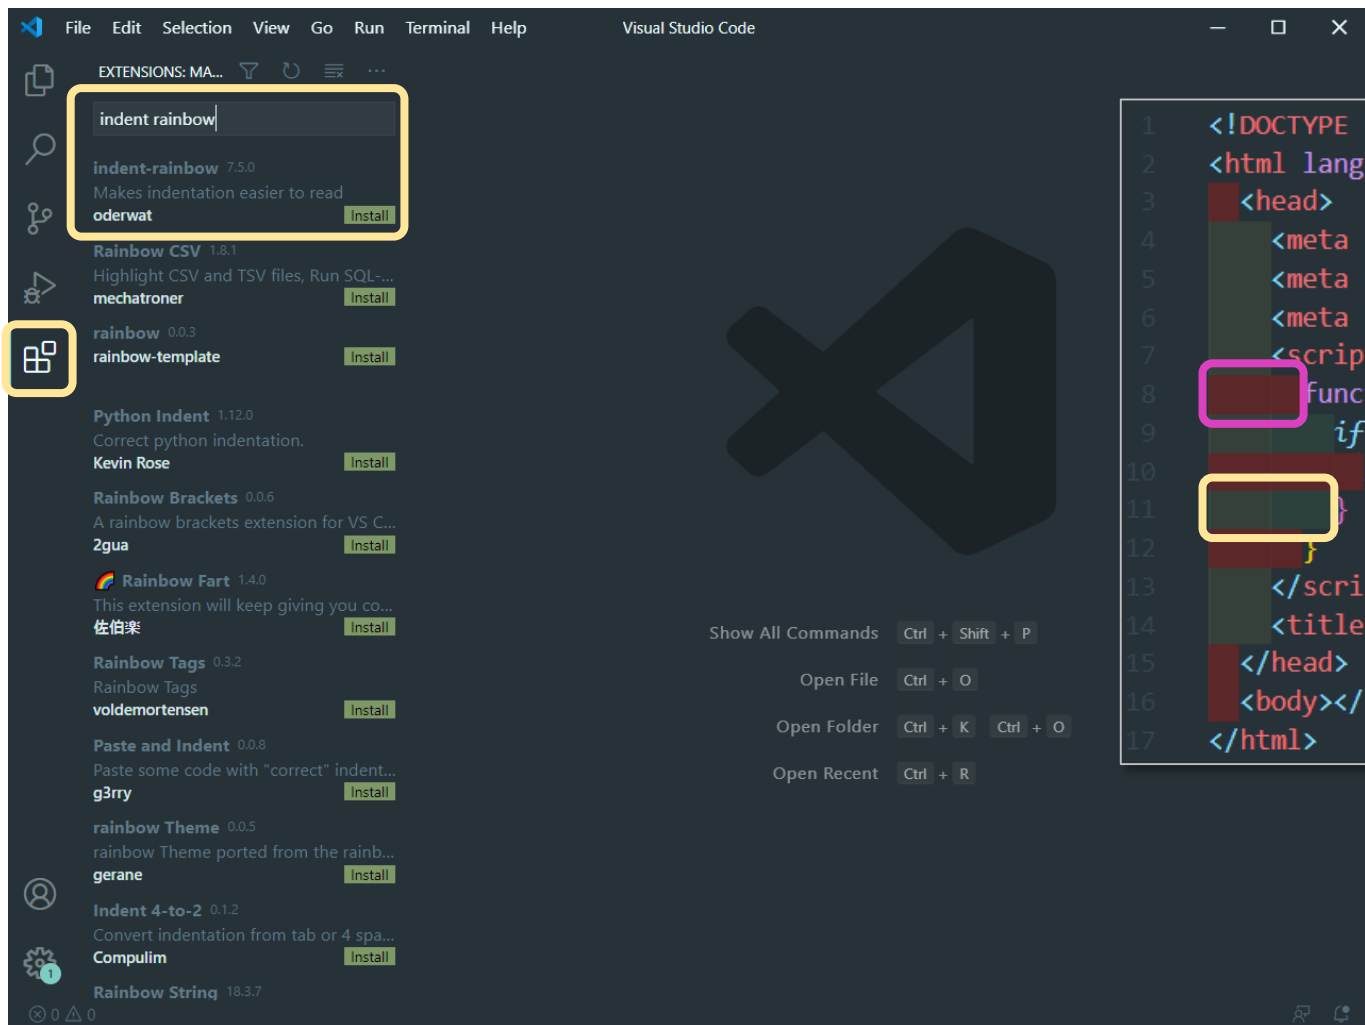 File Edit Selection View Go Run Terminal Help Visual Studio Code
EXTENSIONS: MA...
indent rainbow
indent-rainbow 7.5.0
Makes indentation easier to read
oderwat Install
Rainbow CSV 1.8.1
Highlight CSV and TSV files, Run SQL-...
mechatroner Install
rainbow 0.0.3
rainbow-template Install
Python Indent 1.12.0
Correct python indentation.
Kevin Rose Install
Rainbow Brackets 0.0.6
A rainbow brackets extension for VS C...
2gua Install
🌈 Rainbow Fart 1.4.0
This extension will keep giving you co...
佐伯楽 Install
Rainbow Tags 0.3.2
Rainbow Tags
voldemortensen Install
Paste and Indent 0.0.8
Paste some code with "correct" indent...
g3rry Install
rainbow Theme 0.0.5
rainbow Theme ported from the rainb...
gerane Install
Indent 4-to-2 0.1.2
Convert indentation from tab or 4 spa...
Compulim Install
Rainbow String 18.3.7
1
0 0
Show All Commands Ctrl + Shift + P
Open File Ctrl + O
Open Folder Ctrl + K Ctrl + O
Open Recent Ctrl + R
1 <!DOCTYPE
2 <html lang
3 <head>
4 <meta
5 <meta
6 <meta
7 <scrip
8 func
9 if
10
11 }
12 }
13 </scri
14 <title
15 </head>
16 <body></
17 </html>